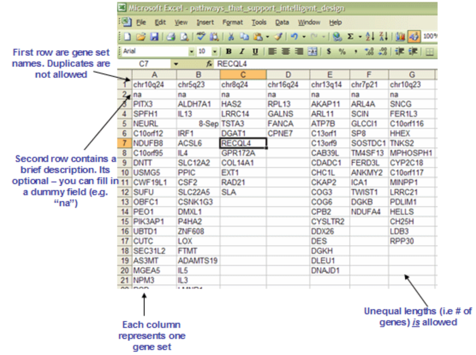 Microsoft Excel - pathways_that_support_intelligent_design
File Edit View Insert Format Tools Data Window Help
100%
Arial 10 B I U
C7 RECQL4
A B C D E F G
1 chr10q24 chr5q23 chr8q24 chr16q24 chr13q14 chr7p21 chr10q23
2 na na na na na na na
3 PITX3 ALDH7A1 HAS2 RPL13 AKAP11 ARL4A SNCG
4 SPFH1 IL13 LRRC14 GALNS ARL11 SCIN FER1L3
5 NEURL 8-Sep TSTA3 FANCA ATP7B GLCCI1 C10orf116
6 C10orf12 IRF1 DGAT1 CPNE7 C13orf1 SP8 HHEX
7 NDUFB8 ACSL6 RECQL4 C13orf9 SOSTDC1 TNKS2
8 C10orf95 IL4 GPR172A CAB39L TM4SF13 MPHOSPH1
9 DNTT SLC12A2 COL14A1 CDADC1 FERD3L CYP2C18
10 USMG5 PPIC EXT1 CHC1L ANKMY2 C10orf117
11 CWF19L1 CSF2 RAD21 CKAP2 ICA1 MINPP1
12 SUFU SLC22A5 SLA COG3 TWIST1 LRRC21
13 OBFC1 CSNK1G3 COG6 DGKB PDLIM1
14 PEO1 DMXL1 CPB2 NDUFA4 HELLS
15 PIK3AP1 P4HA2 CYSLTR2 CH25H
16 UBTD1 ZNF608 DDX26 LDB3
17 CUTC LOX DES RPP30
18 SEC31L2 FTMT DGKH
19 AS3MT ADAMTS19 DLEU1
20 MGEA5 IL5 DNAJD1
21 NPM3 IL3
First row are gene set
names. Duplicates are
not allowed
Second row contains a
brief description. Its
optional – you can fill in
a dummy field (e.g.
“na”)
Each column
represents one
gene set
Unequal lengths (i.e # of
genes) is allowed